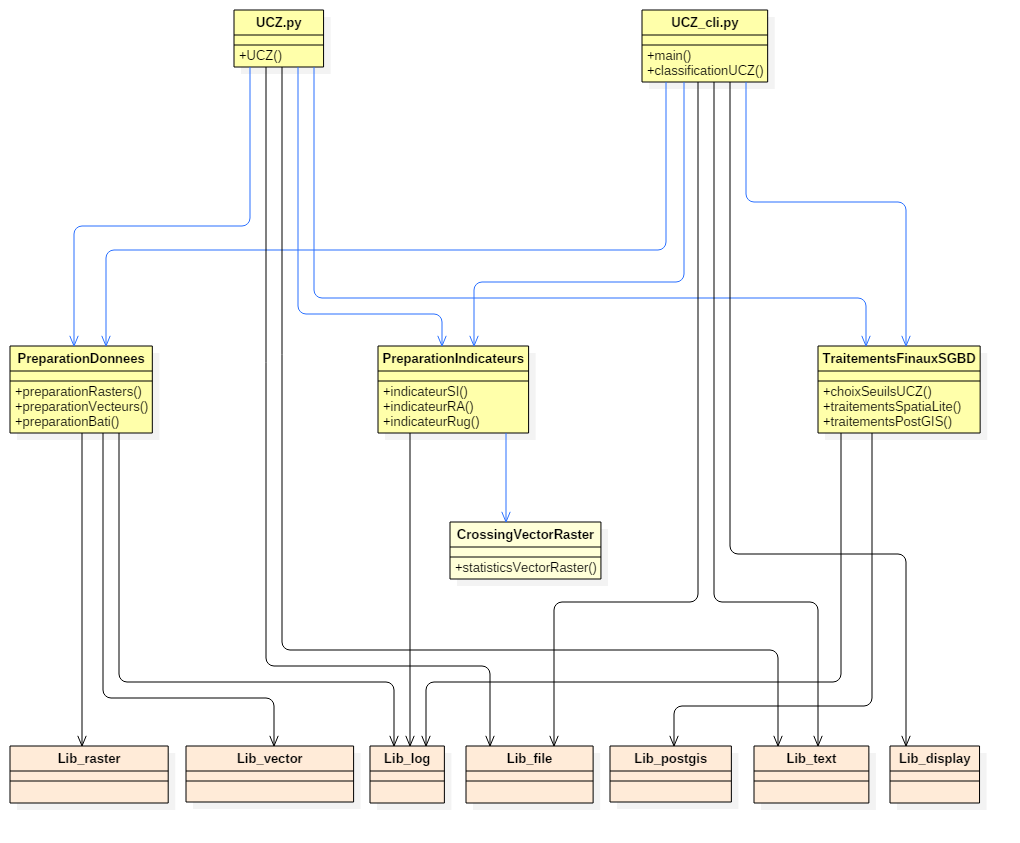 UCZ.py
+UCZ()
UCZ_cli.py
+main()
+classificationUCZ()
PreparationDonnees
+preparationRasters()
+preparationVecteurs()
+preparationBati()
PreparationIndicateurs
+indicateurSI()
+indicateurRA()
+indicateurRug()
TraitementsFinauxSGBD
+choixSeuilsUCZ()
+traitementsSpatiaLite()
+traitementsPostGIS()
CrossingVectorRaster
+statisticsVectorRaster()
Lib_raster
Lib_vector
Lib_log
Lib_file
Lib_postgis
Lib_text
Lib_display